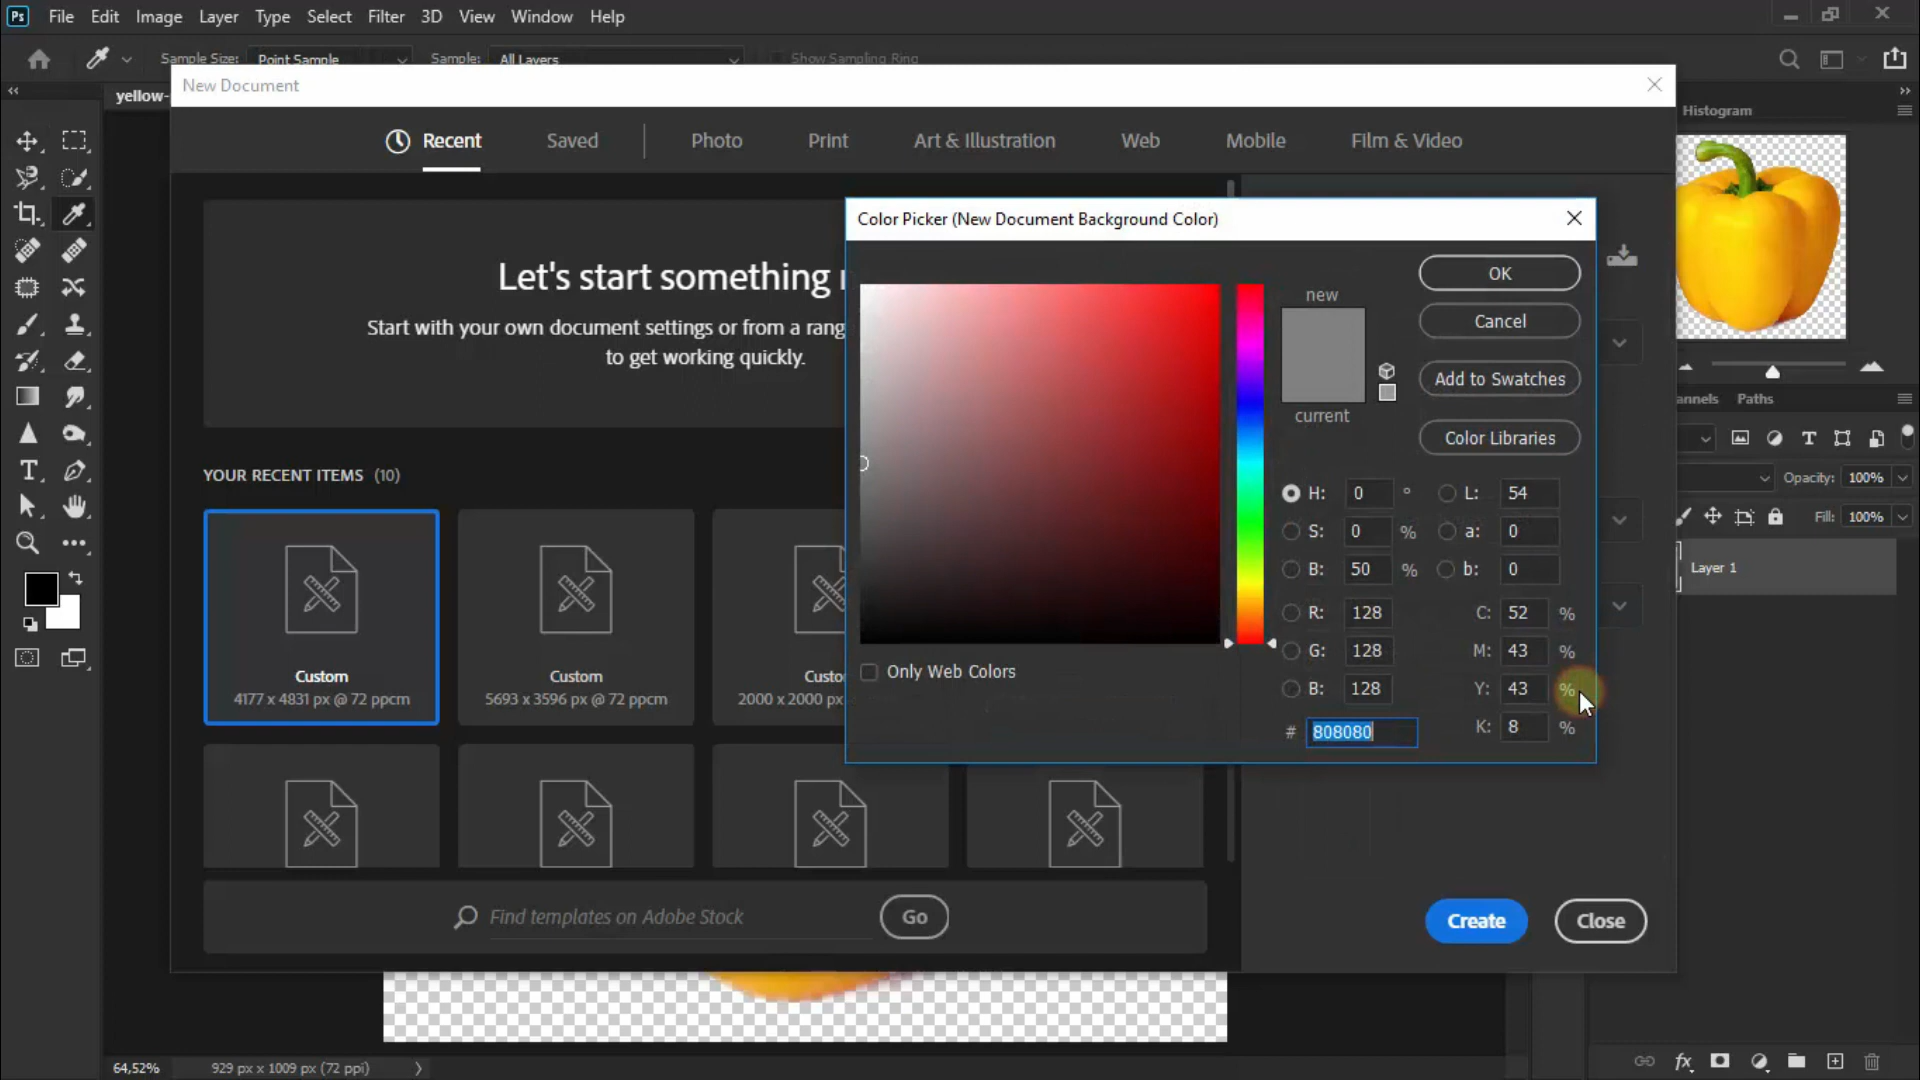 Ps File Edit Image Layer Type Select Filter 3D View Window Help
Sample Size: Point Sample Sample: All Layers Show Sampling Ring
yellow-
New Document
Histogram
Recent Saved Photo Print Art & Illustration Web Mobile Film & Video
Let's start something
Start with your own document settings or from a rang
to get working quickly.
YOUR RECENT ITEMS (10)
Custom
4177 x 4831 px @ 72 ppcm
Custom
5693 x 3596 px @ 72 ppcm
Custo
2000 x 2000 px
Find templates on Adobe Stock Go
Color Picker (New Document Background Color)
new
current
OK
Cancel
Add to Swatches
Color Libraries
H: 0 ° L: 54
S: 0 % a: 0
B: 50 % b: 0
R: 128 C: 52 %
G: 128 M: 43 %
B: 128 Y: 43 %
# 808080 K: 8 %
Only Web Colors
Create Close
annels Paths
Opacity: 100%
Fill: 100%
Layer 1
64,52% 929 px x 1009 px (72 ppi)
fx